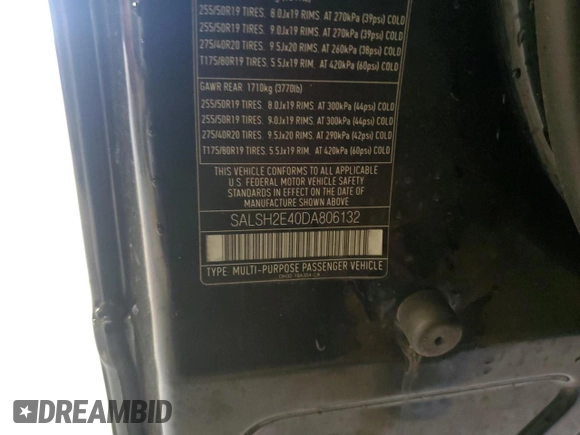 255/50R19 TIRES. 8.0Jx19 RIMS. AT 270kPa (39psi) COLD
255/50R19 TIRES. 9.0Jx19 RIMS. AT 270kPa (39psi) COLD
275/40R20 TIRES. 9.5Jx20 RIMS. AT 260kPa (38psi) COLD
T175/80R19 TIRES. 5.5Jx19 RIM. AT 420kPa (60psi) COLD
GAWR REAR 1710kg (3770lb)
255/50R19 TIRES. 8.0Jx19 RIMS. AT 300kPa (44psi) COLD
255/50R19 TIRES. 9.0Jx19 RIMS. AT 300kPa (44psi) COLD
275/40R20 TIRES. 9.5Jx20 RIMS. AT 290kPa (42psi) COLD
T175/80R19 TIRES. 5.5Jx19 RIM. AT 420kPa (60psi) COLD
THIS VEHICLE CONFORMS TO ALL APPLICABLE
U.S. FEDERAL MOTOR VEHICLE SAFETY
STANDARDS IN EFFECT ON THE DATE OF
MANUFACTURE SHOWN ABOVE
SALSH2E40DA806132
TYPE: MULTI-PURPOSE PASSENGER VEHICLE
DREAMBID